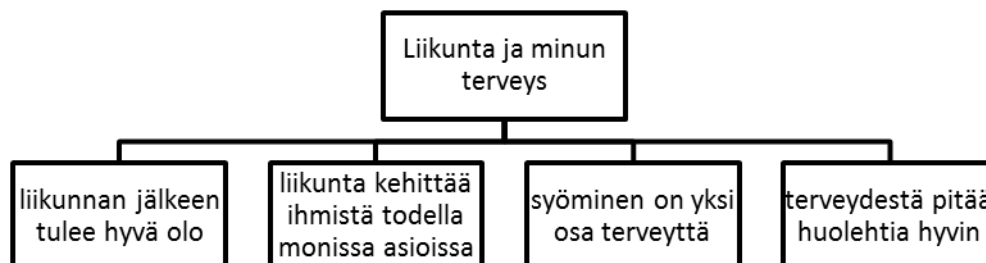 Liikunta ja minun
terveys
liikunnan jälkeen
tulee hyvä olo
liikunta kehittää
ihmistä todella
monissa asioissa
syöminen on yksi
osa terveyttä
terveydestä pitää
huolehtia hyvin